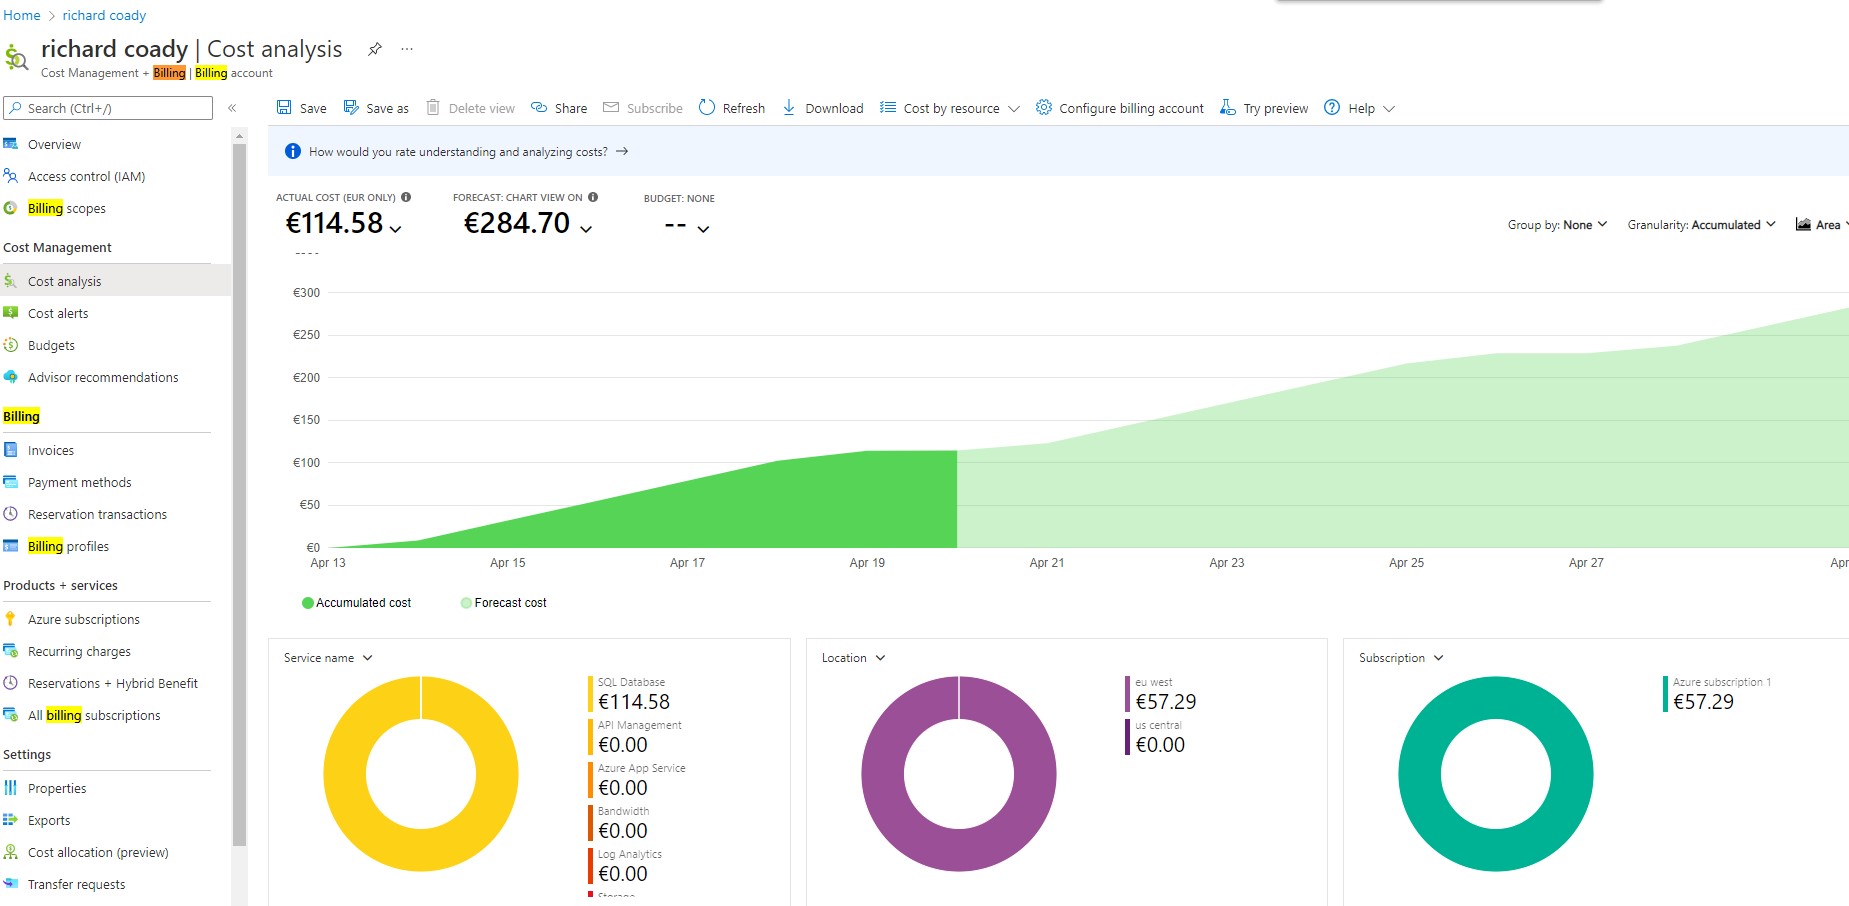 Home > richard coady
richard coady | Cost analysis ...
Cost Management + Billing | Billing account
Search (Ctrl+/) «
Overview
Access control (IAM)
Billing scopes
Cost Management
Cost analysis
Cost alerts
Budgets
Advisor recommendations
Billing
Invoices
Payment methods
Reservation transactions
Billing profiles
Products + services
Azure subscriptions
Recurring charges
Reservations + Hybrid Benefit
All billing subscriptions
Settings
Properties
Exports
Cost allocation (preview)
Transfer requests
Save Save as Delete view Share Subscribe Refresh Download Cost by resource Configure billing account Try preview Help
How would you rate understanding and analyzing costs? →
ACTUAL COST (EUR ONLY) FORECAST: CHART VIEW ON BUDGET: NONE
€114.58 €284.70 --
Group by: None Granularity: Accumulated Area
€300
€250
€200
€150
€100
€50
€0
Apr 13 Apr 15 Apr 17 Apr 19 Apr 21 Apr 23 Apr 25 Apr 27 Apr
Accumulated cost Forecast cost
Service name
SQL Database
€114.58
API Management
€0.00
Azure App Service
€0.00
Bandwidth
€0.00
Log Analytics
€0.00
Storage
Location
eu west
€57.29
us central
€0.00
Subscription
Azure subscription 1
€57.29